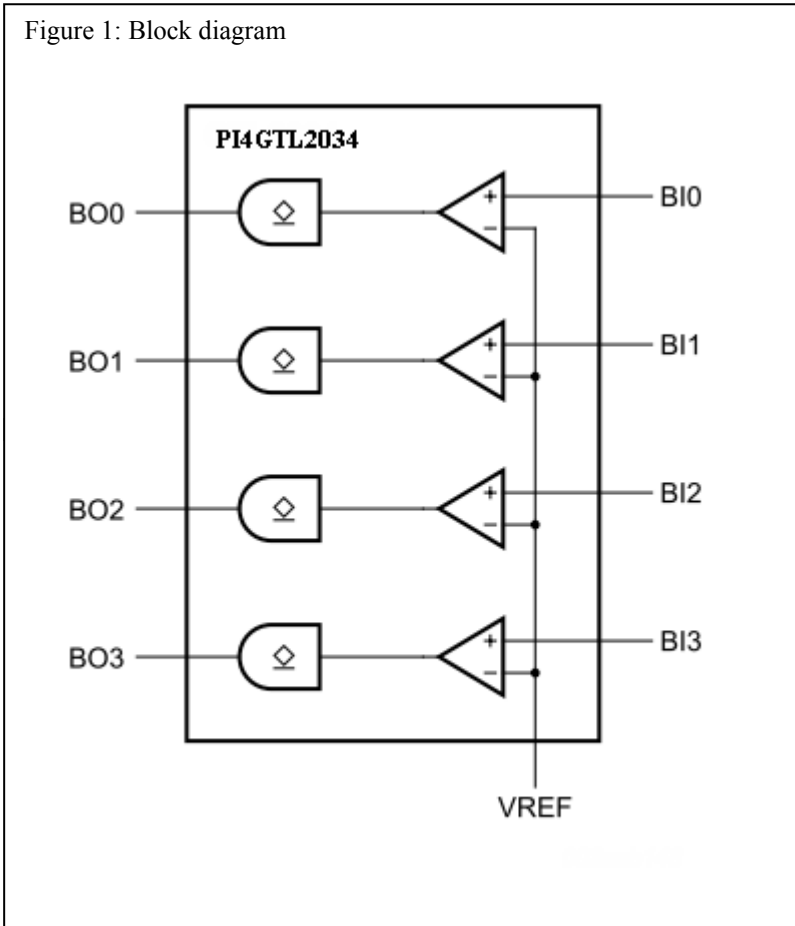 Figure 1: Block diagram
PI4GTL2034
BO0
+
−
BI0
BO1
+
−
BI1
BO2
+
−
BI2
BO3
+
−
BI3
VREF